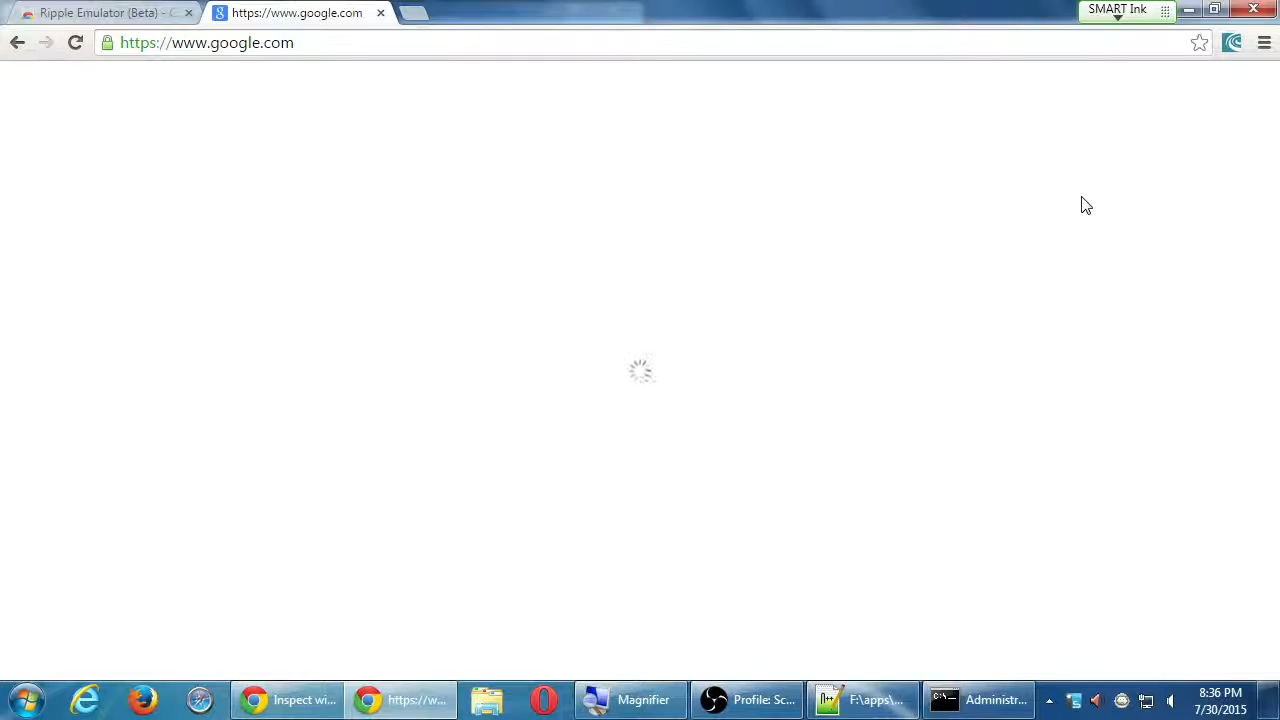 Ripple Emulator (Beta) -
https://www.google.com
SMART Ink
https://www.google.com
Inspect wi...
https://w...
Magnifier
Profile: Sc...
F:\apps\...
Administr...
8:36 PM
7/30/2015